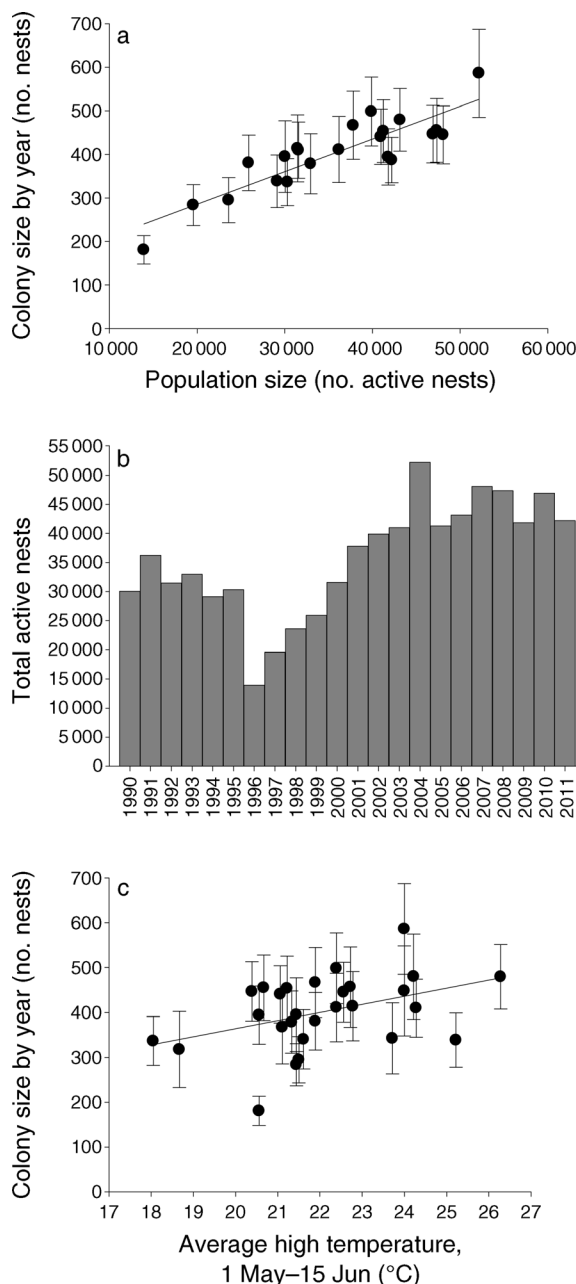 a
Colony size by year (no. nests)
700
600
500
400
300
200
100
0
10 000 20 000 30 000 40 000 50 000 60 000
Population size (no. active nests)
b
Total active nests
55 000
50 000
45 000
40 000
35 000
30 000
25 000
20 000
15 000
10 000
5 000
0
1990 1991 1992 1993 1994 1995 1996 1997 1998 1999 2000 2001 2002 2003 2004 2005 2006 2007 2008 2009 2010 2011
c
Colony size by year (no. nests)
700
600
500
400
300
200
100
0
17 18 19 20 21 22 23 24 25 26 27
Average high temperature,
1 May–15 Jun (°C)